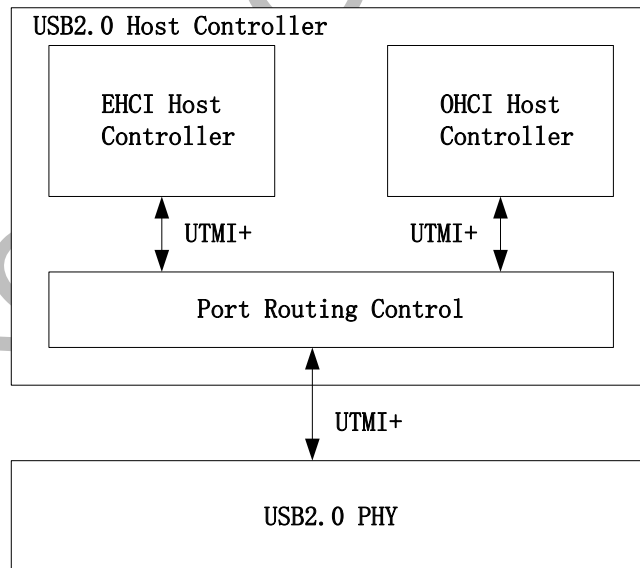 USB2.0 Host Controller
EHCI Host
Controller
OHCI Host
Controller
UTMI+
UTMI+
Port Routing Control
UTMI+
USB2.0 PHY